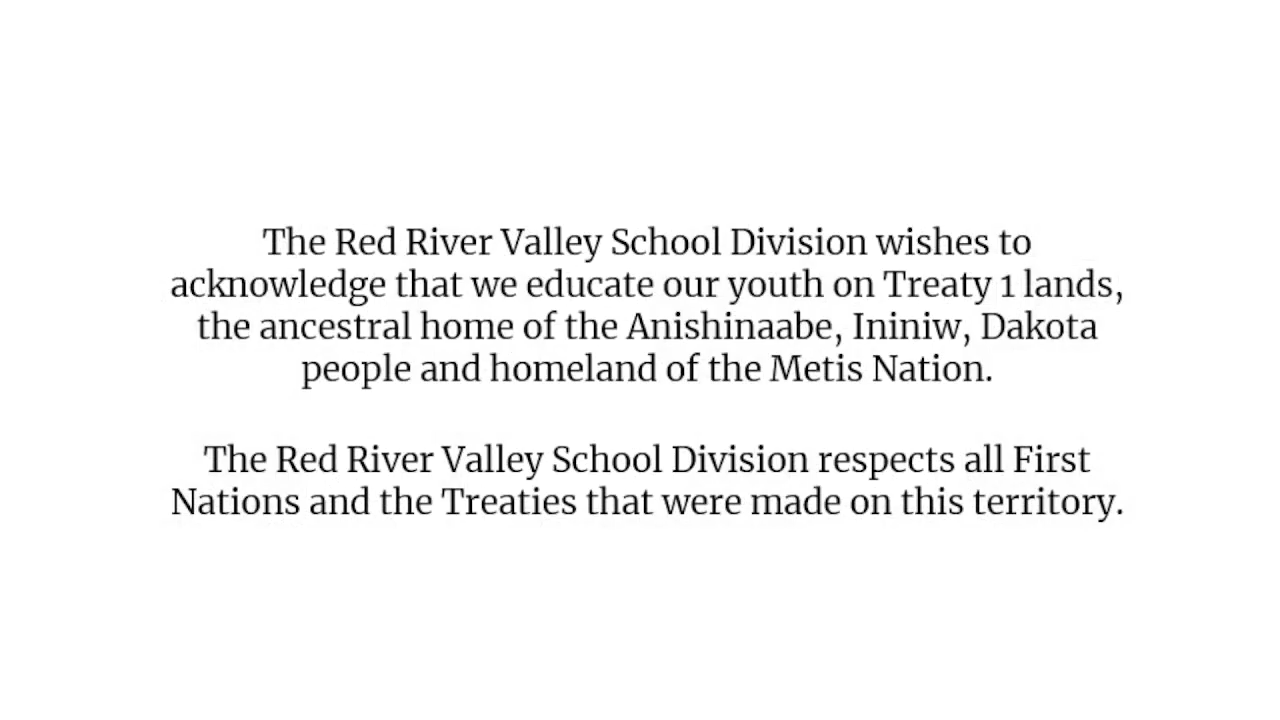 The Red River Valley School Division wishes to
acknowledge that we educate our youth on Treaty 1 lands,
the ancestral home of the Anishinaabe, Ininiw, Dakota
people and homeland of the Metis Nation.
The Red River Valley School Division respects all First
Nations and the Treaties that were made on this territory.